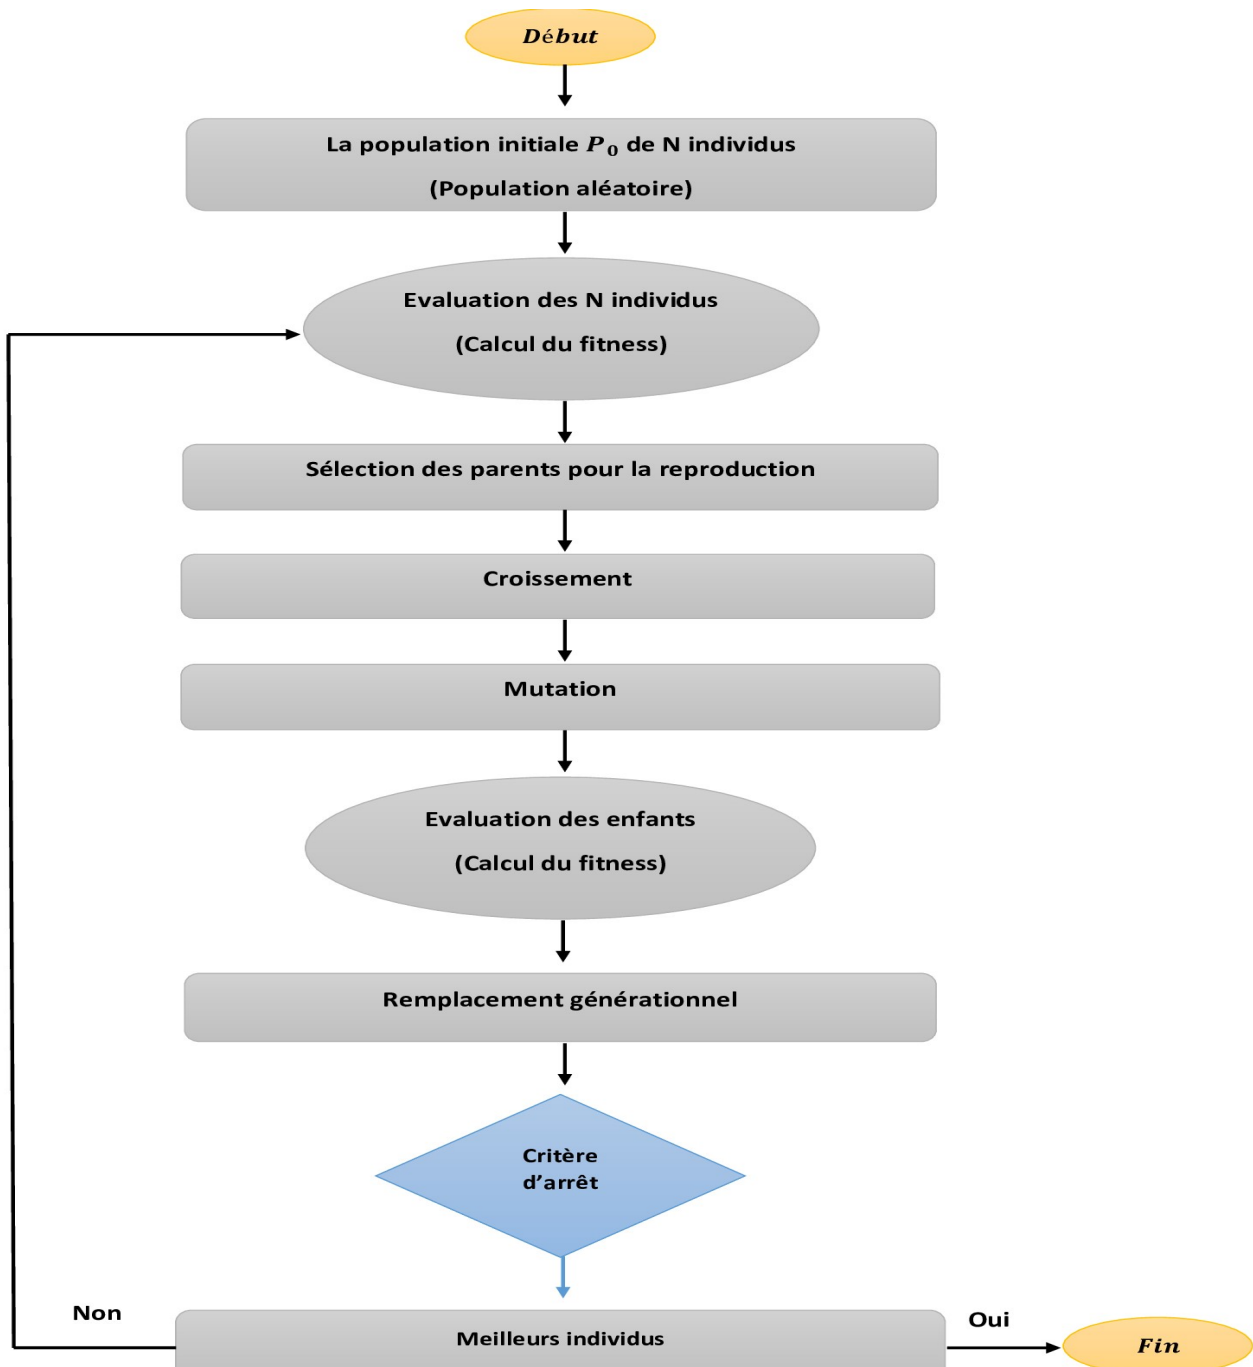 Début
La population initiale P₀ de N individus
(Population aléatoire)
Evaluation des N individus
(Calcul du fitness)
Sélection des parents pour la reproduction
Croissement
Mutation
Evaluation des enfants
(Calcul du fitness)
Remplacement générationnel
Critère
d’arrêt
Non
Meilleurs individus
Oui
Fin